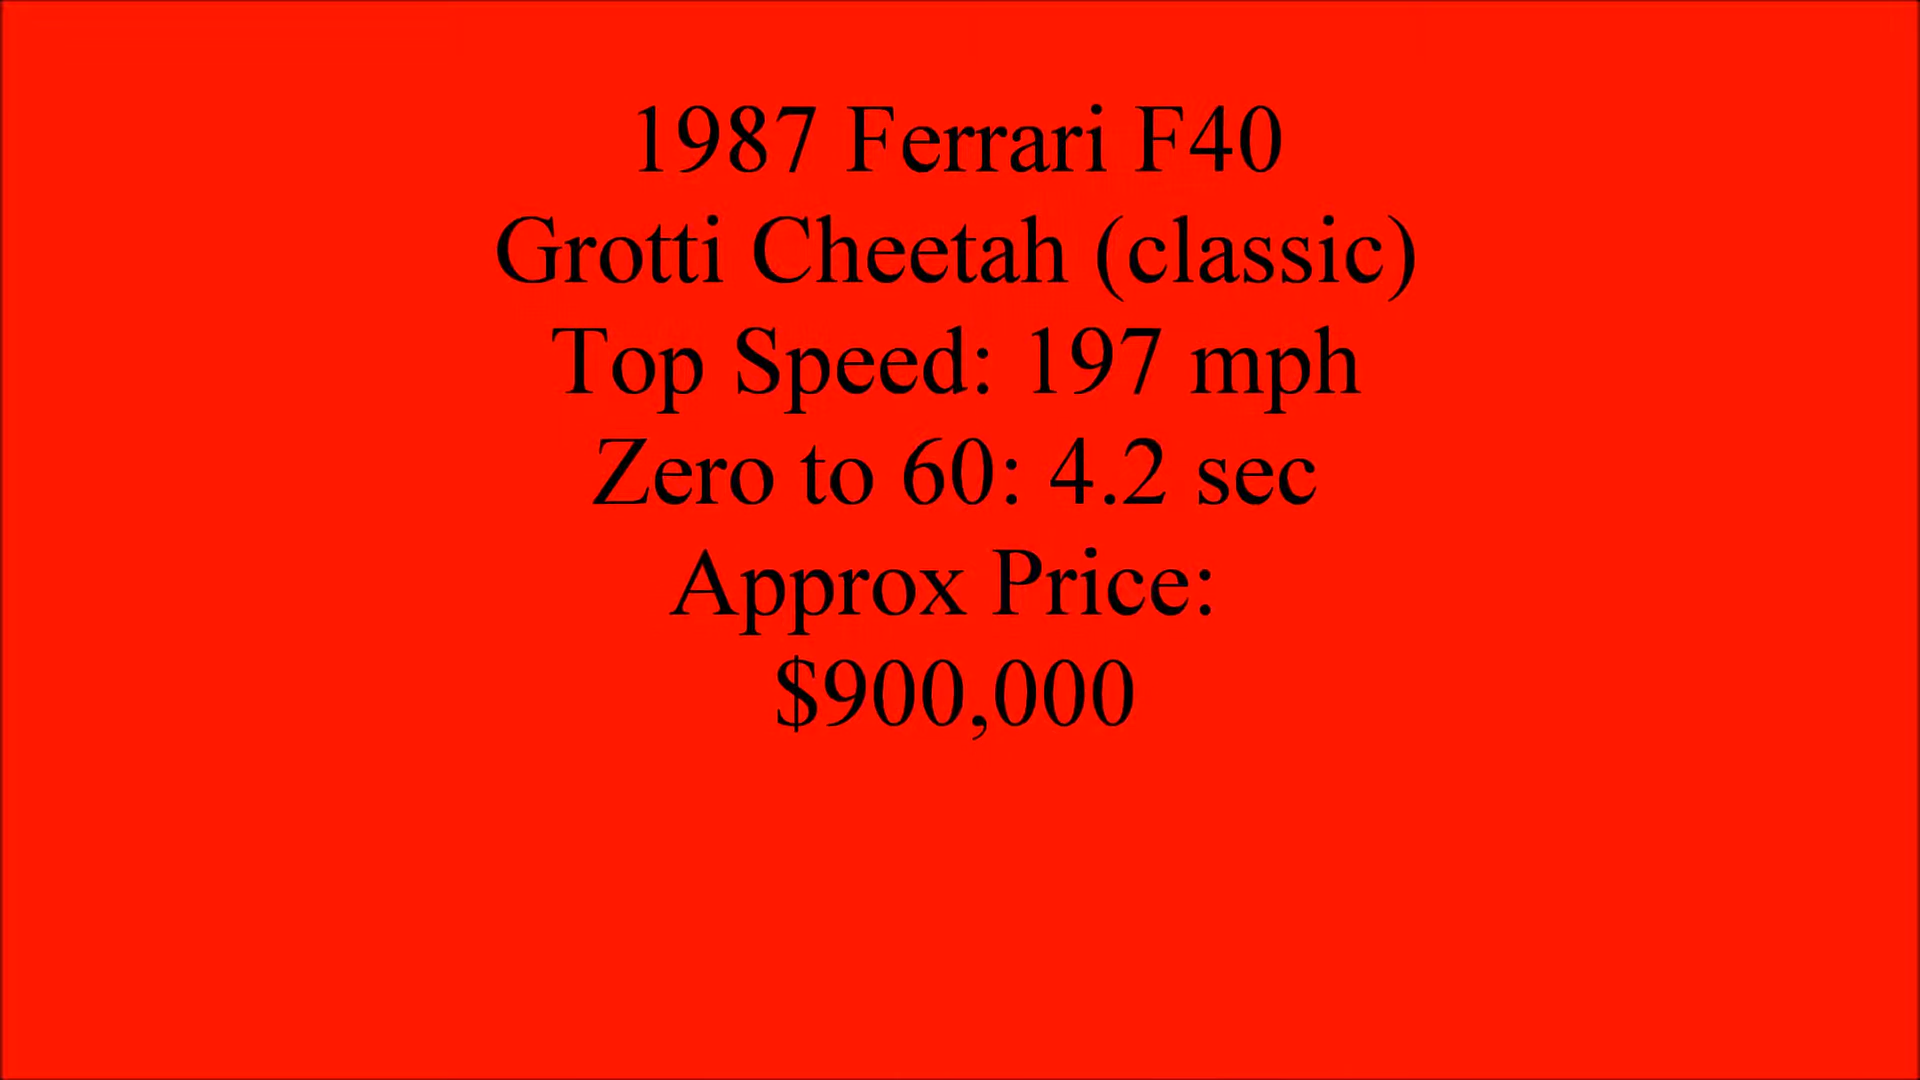 1987 Ferrari F40
Grotti Cheetah (classic)
Top Speed: 197 mph
Zero to 60: 4.2 sec
Approx Price:
$900,000